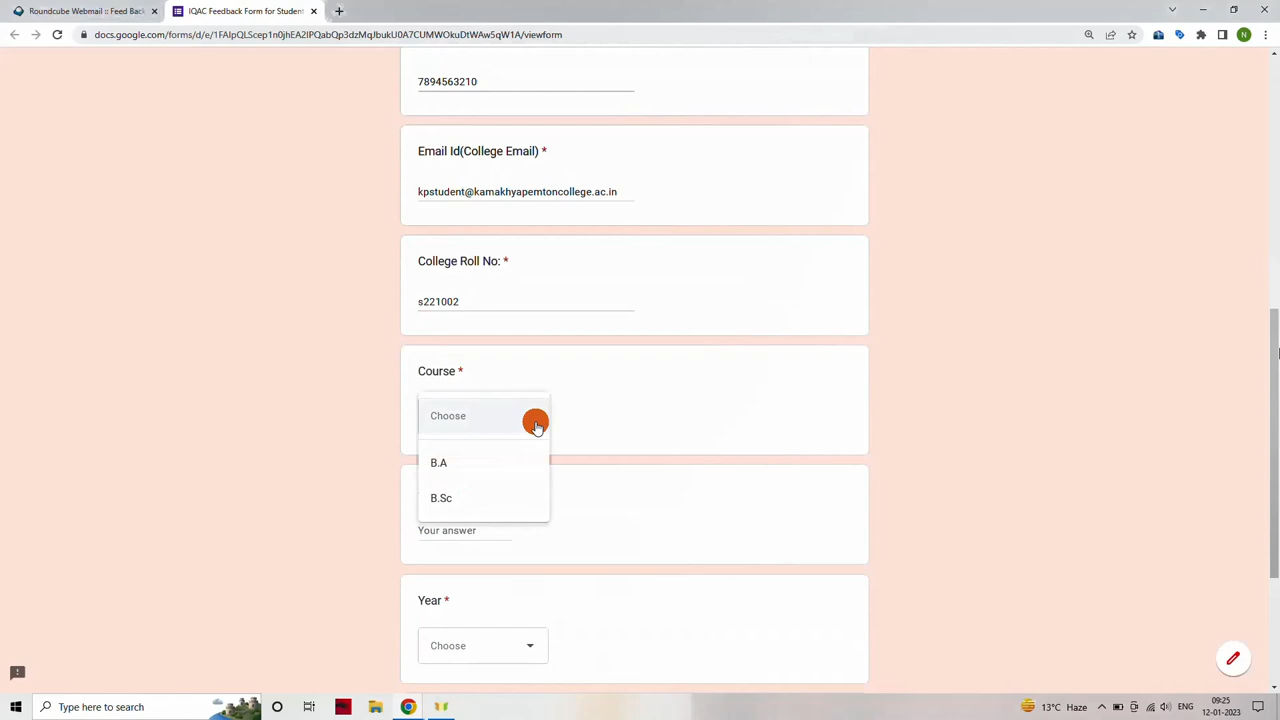 Roundcube Webmail :: Feed Back
IQAC Feedback Form for Student
docs.google.com/forms/d/e/1FAIpQLScep1n0jhEA2IPQabQp3dzMqJbukU0A7CUMWOkuDtWAw5qW1A/viewform
N
7894563210
Email Id(College Email) *
kpstudent@kamakhyapemtoncollege.ac.in
College Roll No: *
s221002
Course *
Choose
B.A
B.Sc
Your answer
Year *
Choose
Type here to search
13°C Haze
ENG
09:25
12-01-2023